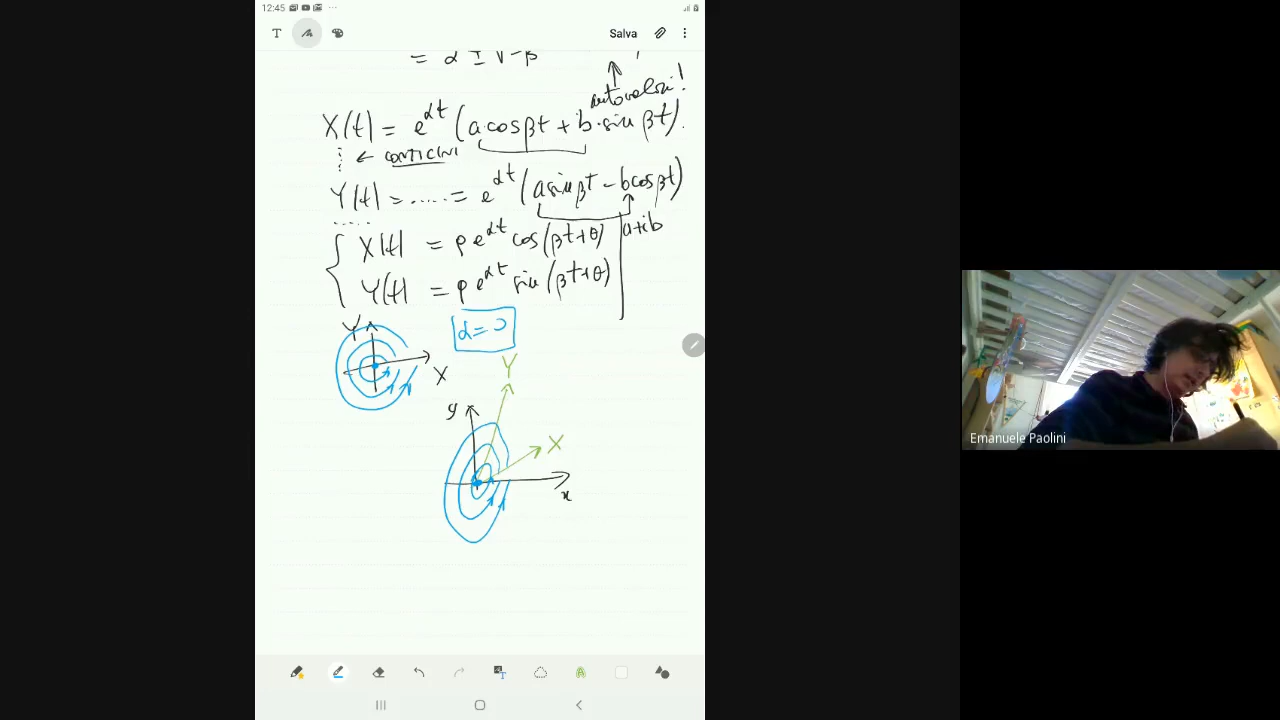 12:45
T
Salva
= α ± √-β
autovalori!
X(t) = e^{αt} (a cos βt + b · sin βt).
← conticini
Y(t) = ..... = e^{αt} (a sin βt - b cos βt)
a+ib
X(t) = ρ e^{αt} cos(βt+θ)
Y(t) = ρ e^{αt} sin(βt+θ)
Y
α=0
X
Y
y
X
x
Emanuele Paolini